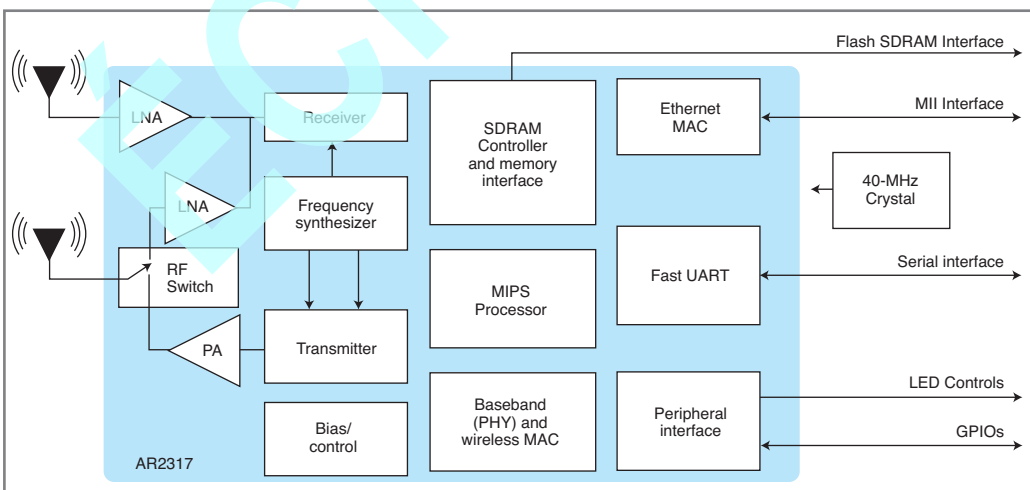 Flash SDRAM Interface
LNA
Receiver
SDRAM
Controller
and memory
interface
Ethernet
MAC
MII Interface
40-MHz
Crystal
LNA
Frequency
synthesizer
RF
Switch
MIPS
Processor
Fast UART
Serial interface
PA
Transmitter
Baseband
(PHY) and
wireless MAC
Peripheral
interface
LED Controls
GPIOs
Bias/
control
AR2317